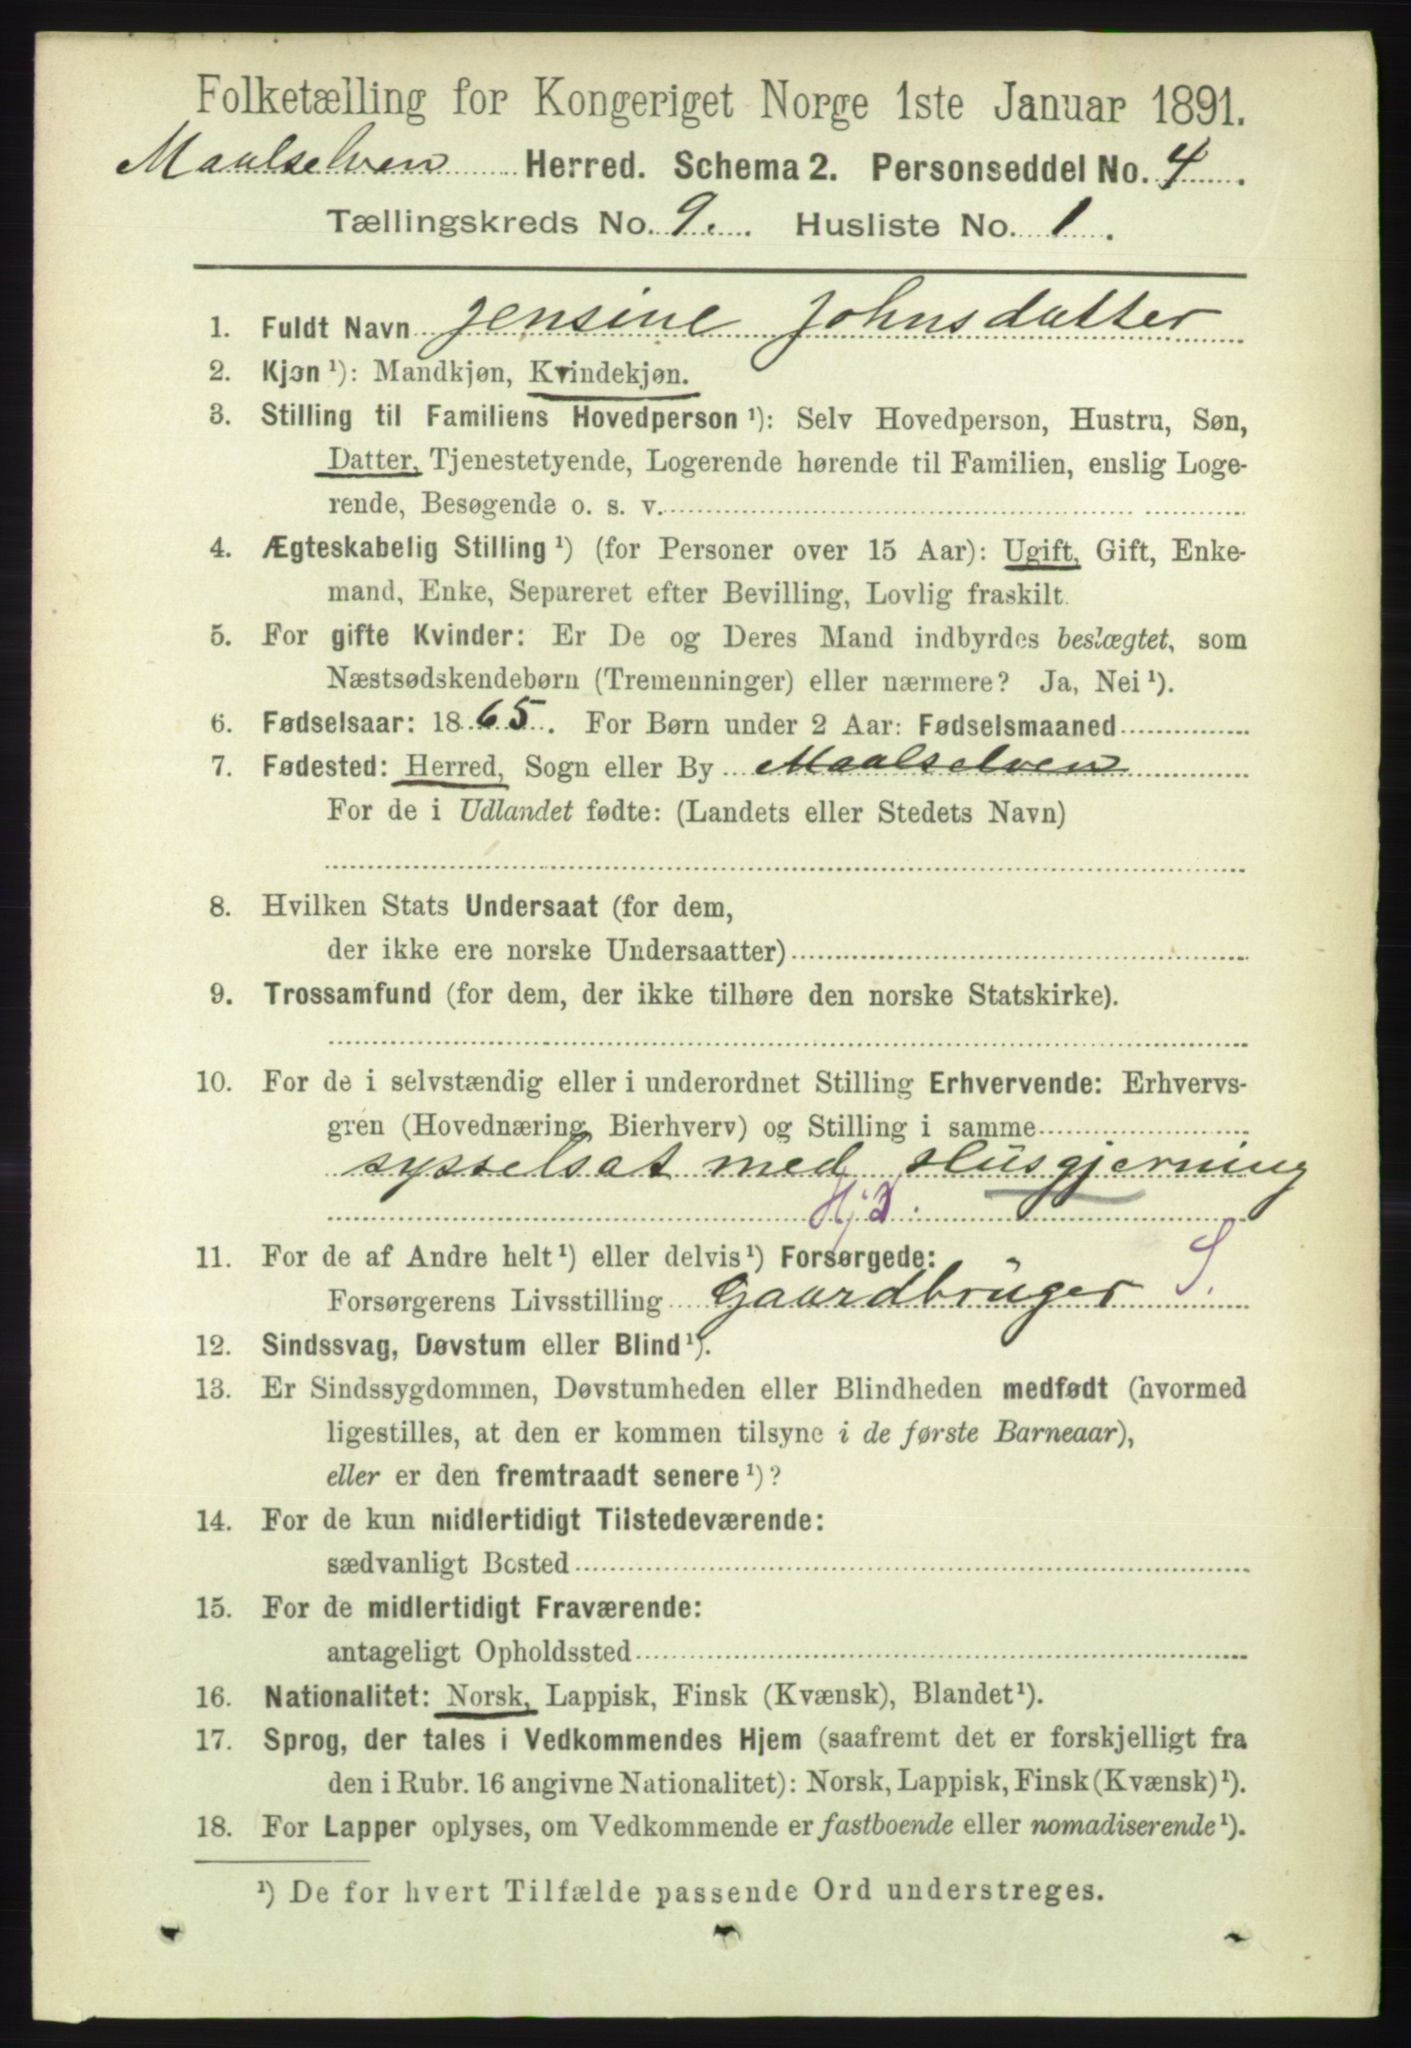 Folketælling for Kongeriget Norge 1ste Januar 1891.
Maalselven Herred. Schema 2. Personseddel No. 4.
Tællingskreds No. 9. Husliste No. 1.
1. Fuldt Navn Jensine Johnsdatter
2. Kjøn ¹): Mandkjøn, Kvindekjøn.
3. Stilling til Familiens Hovedperson ¹): Selv Hovedperson, Hustru, Søn,
Datter, Tjenestetyende, Logerende hørende til Familien, enslig Loge-
rende, Besøgende o. s. v.
4. Ægteskabelig Stilling ¹) (for Personer over 15 Aar): Ugift, Gift, Enke-
mand, Enke, Separeret efter Bevilling, Lovlig fraskilt.
5. For gifte Kvinder: Er De og Deres Mand indbyrdes beslægtet, som
Næstsødskendebørn (Tremenninger) eller nærmere? Ja, Nei ¹).
6. Fødselsaar: 1865. For Børn under 2 Aar: Fødselsmaaned
7. Fødested: Herred, Sogn eller By Maalselven
For de i Udlandet fødte: (Landets eller Stedets Navn)
8. Hvilken Stats Undersaat (for dem,
der ikke ere norske Undersaatter)
9. Trossamfund (for dem, der ikke tilhøre den norske Statskirke).
10. For de i selvstændig eller i underordnet Stilling Erhvervende: Erhvervs-
gren (Hovednæring, Bierhverv) og Stilling i samme
sysselsat med Husgjerning
11. For de af Andre helt ¹) eller delvis ¹) Forsørgede:
Forsørgerens Livsstilling Gaardbrüger S.
12. Sindssvag, Døvstum eller Blind ¹).
13. Er Sindssygdommen, Døvstumheden eller Blindheden medfødt (hvormed
ligestilles, at den er kommen tilsyne i de første Barneaar),
eller er den fremtraadt senere ¹)?
14. For de kun midlertidigt Tilstedeværende:
sædvanligt Bosted
15. For de midlertidigt Fraværende:
antageligt Opholdssted
16. Nationalitet: Norsk, Lappisk, Finsk (Kvænsk), Blandet ¹).
17. Sprog, der tales i Vedkommendes Hjem (saafremt det er forskjelligt fra
den i Rubr. 16 angivne Nationalitet): Norsk, Lappisk, Finsk (Kvænsk) ¹).
18. For Lapper oplyses, om Vedkommende er fastboende eller nomadiserende ¹).
¹) De for hvert Tilfælde passende Ord understreges.